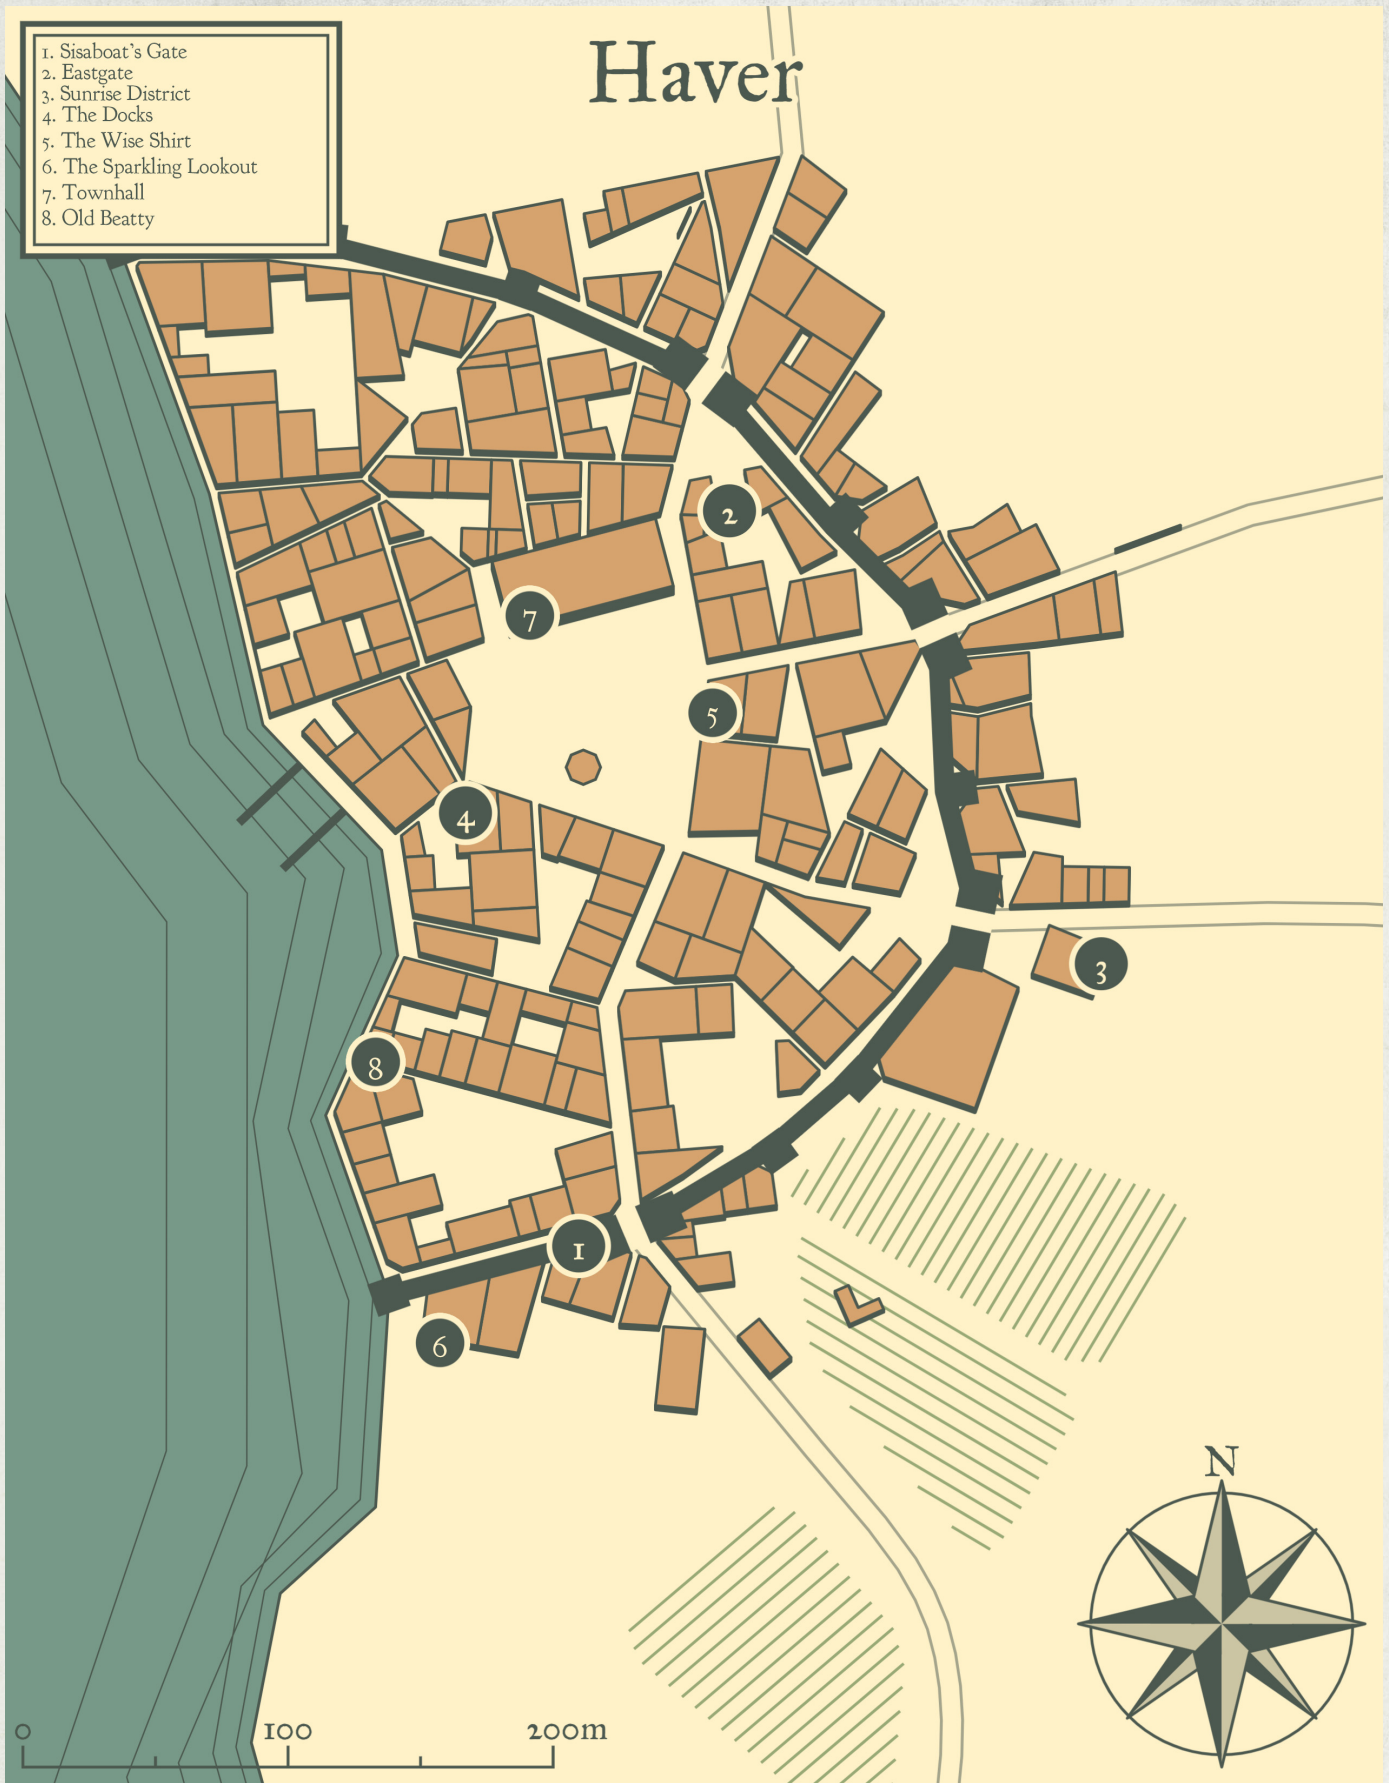 1. Sisaboat's Gate
2. Eastgate
3. Sunrise District
4. The Docks
5. The Wise Shirt
6. The Sparkling Lookout
7. Townhall
8. Old Beatty
Haver
2
7
5
4
3
8
1
6
N
0 100 200m